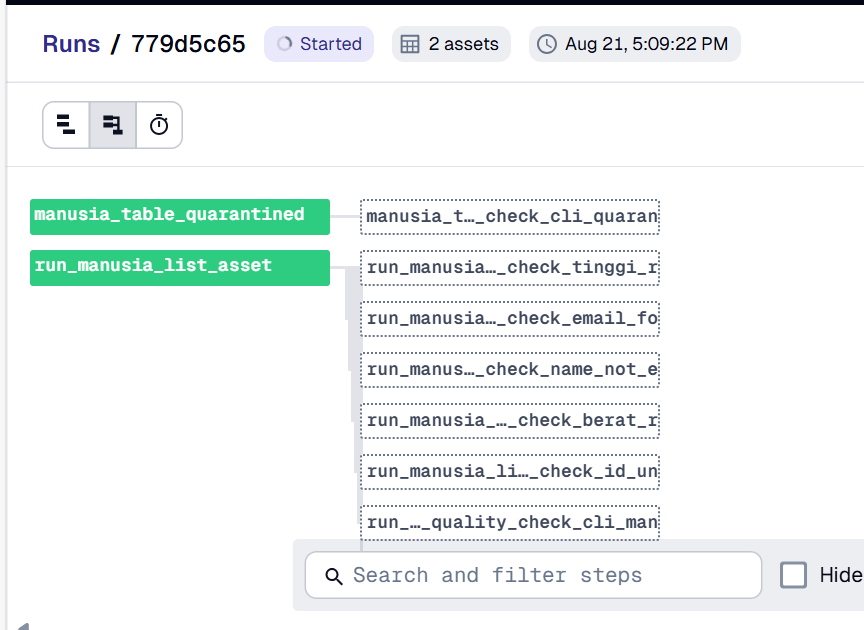 Runs / 779d5c65 Started 2 assets Aug 21, 5:09:22 PM
manusia_table_quarantined manusia_t…_check_cli_quaran
run_manusia_list_asset run_manusia…_check_tinggi_r
run_manusia…_check_email_fo
run_manus…_check_name_not_e
run_manusia_…_check_berat_r
run_manusia_li…_check_id_un
run_…_quality_check_cli_man
Search and filter steps Hide